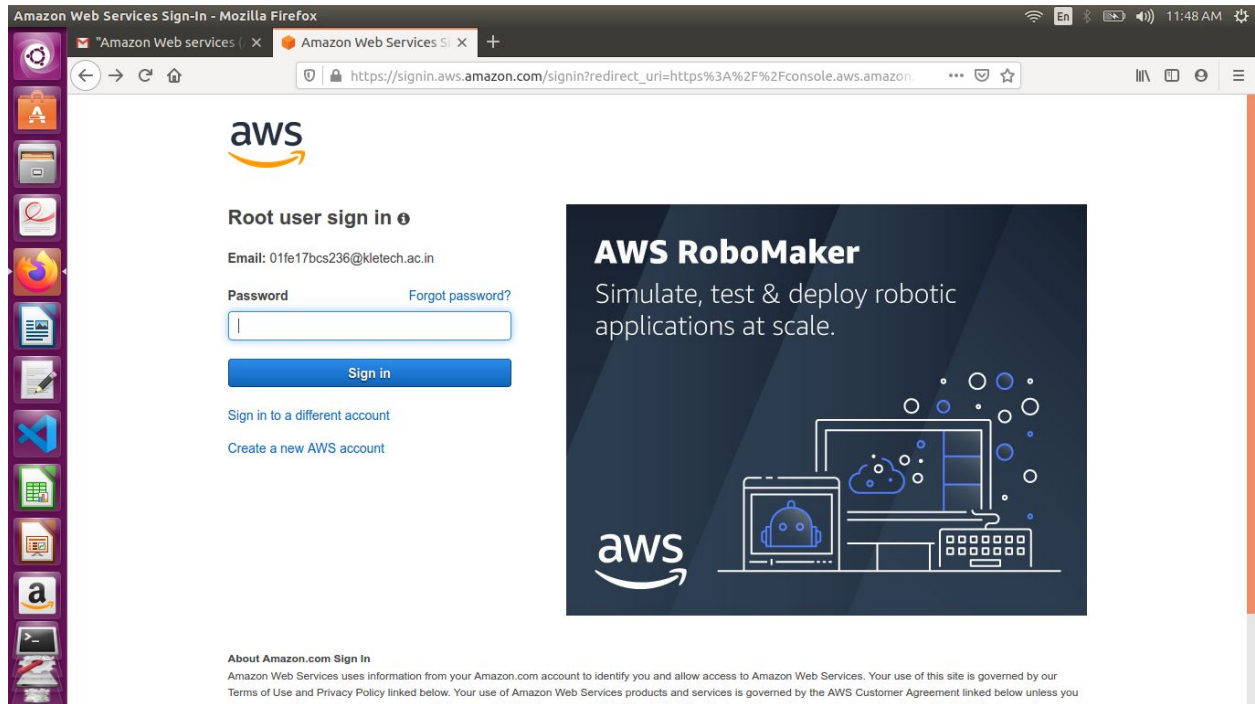 Amazon Web Services Sign-In - Mozilla Firefox
En
11:48 AM
"Amazon Web services (
Amazon Web Services Si
https://signin.aws.amazon.com/signin?redirect_uri=https%3A%2F%2Fconsole.aws.amazon.
aws
Root user sign in
Email: 01fe17bcs236@kletech.ac.in
Password
Forgot password?
Sign in
Sign in to a different account
Create a new AWS account
AWS RoboMaker
Simulate, test & deploy robotic
applications at scale.
aws
a
About Amazon.com Sign In
Amazon Web Services uses information from your Amazon.com account to identify you and allow access to Amazon Web Services. Your use of this site is governed by our
Terms of Use and Privacy Policy linked below. Your use of Amazon Web Services products and services is governed by the AWS Customer Agreement linked below unless you